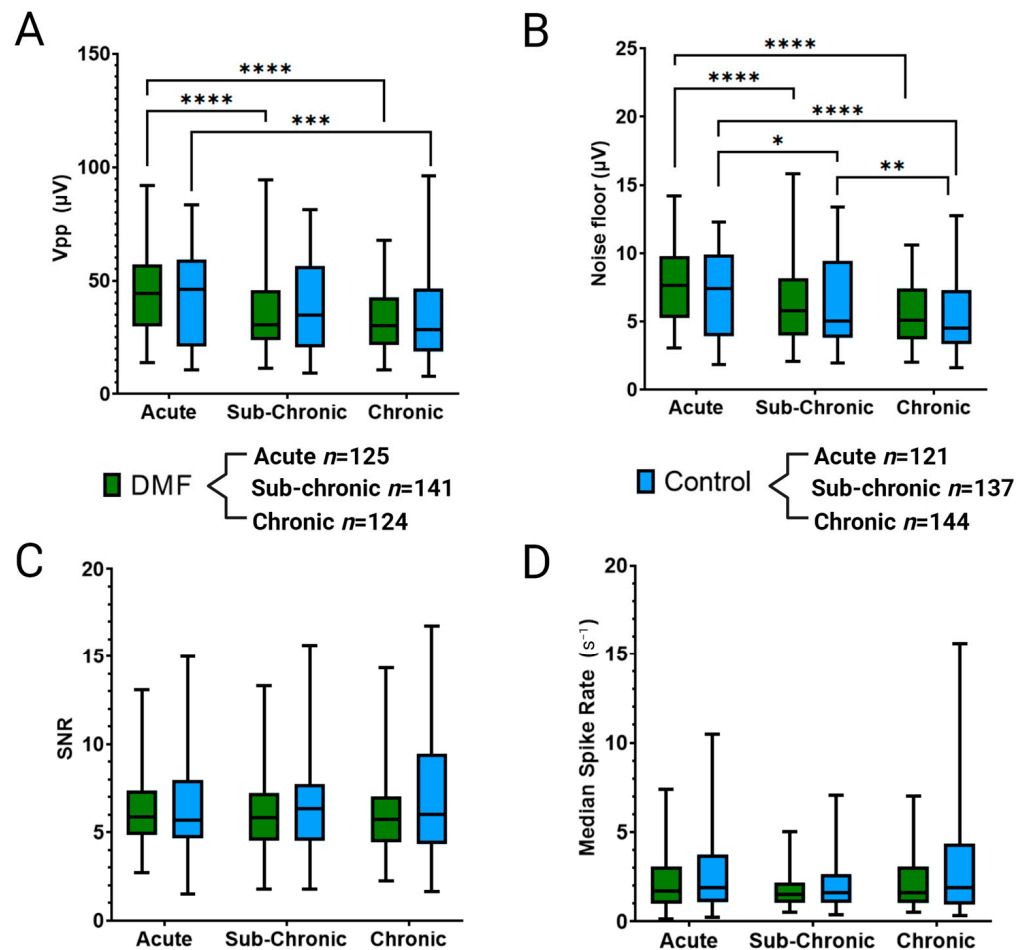 A
B
150
100
50
0
Vpp (µV)
****
****
***
Acute Sub-Chronic Chronic
25
20
15
10
5
0
Noise floor (µV)
****
****
****
*
**
Acute Sub-Chronic Chronic
DMF
Acute n=125
Sub-chronic n=141
Chronic n=124
Control
Acute n=121
Sub-chronic n=137
Chronic n=144
C
D
20
15
10
5
0
SNR
Acute Sub-Chronic Chronic
20
15
10
5
0
Median Spike Rate (s⁻¹)
Acute Sub-Chronic Chronic